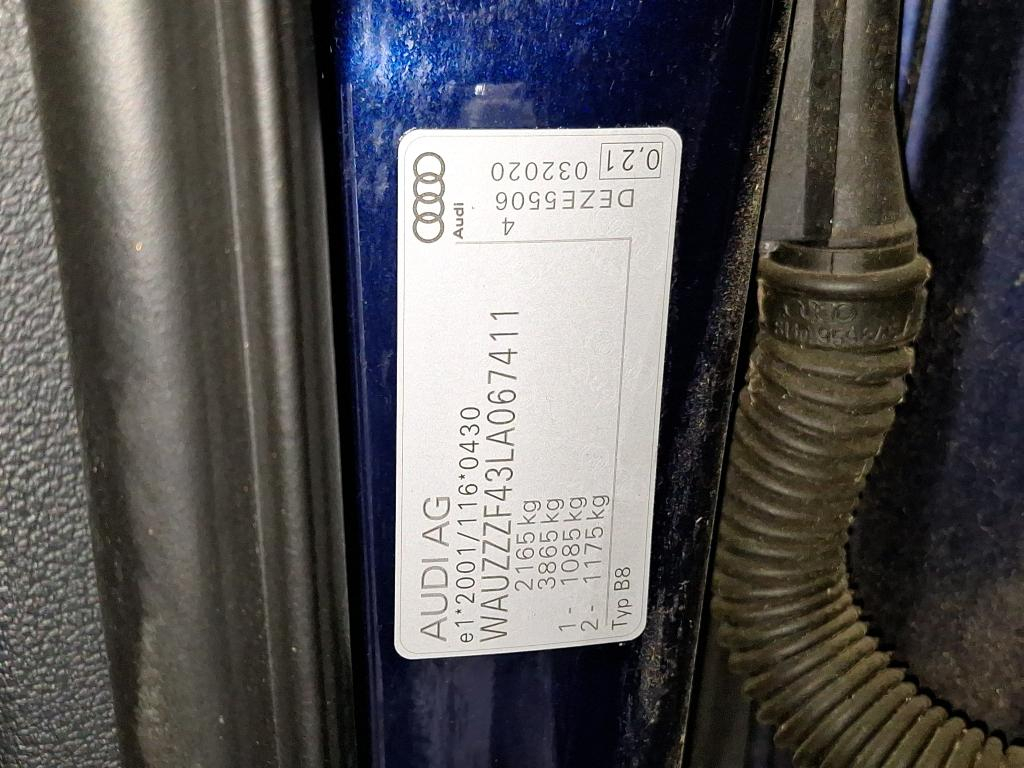 AUDI AG
e1*2001/116*0430
WAUZZZF43LA067411
2165kg
3865kg
1 - 1085kg
2 - 1175kg
Typ B8
Audi
4
DEZE5506
032020
0,21